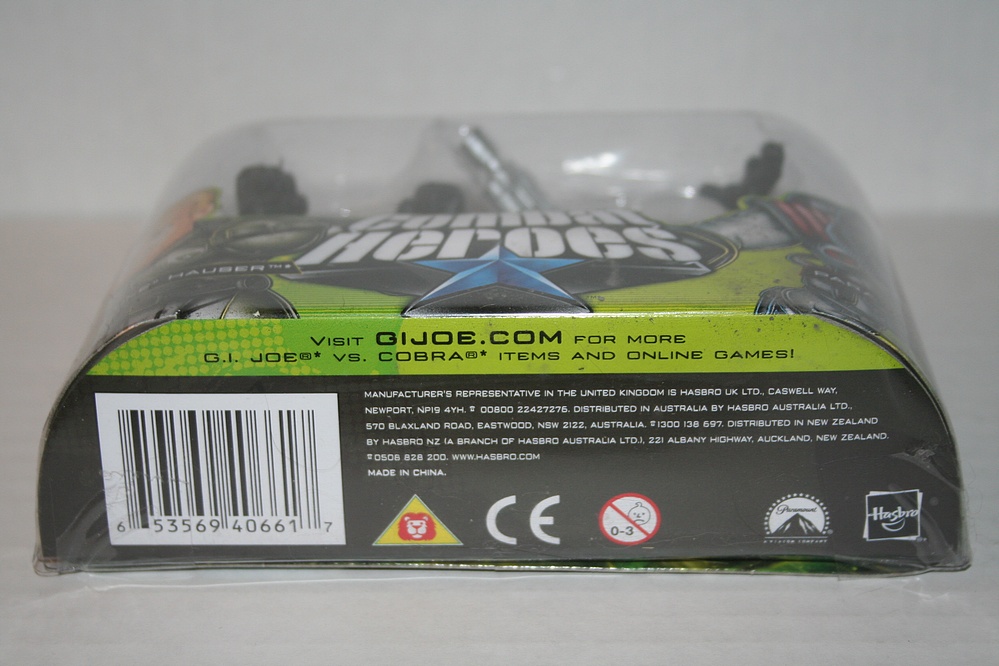 Combat
Heroes
HAUSER™*
PARK
VISIT GIJOE.COM FOR MORE
G.I. JOE®* VS. COBRA®* ITEMS AND ONLINE GAMES!
MANUFACTURER'S REPRESENTATIVE IN THE UNITED KINGDOM IS HASBRO UK LTD., CASWELL WAY,
NEWPORT, NP19 4YH. ☎ 00800 22427276. DISTRIBUTED IN AUSTRALIA BY HASBRO AUSTRALIA LTD.,
570 BLAXLAND ROAD, EASTWOOD, NSW 2122, AUSTRALIA. ☎1300 138 697. DISTRIBUTED IN NEW ZEALAND
BY HASBRO NZ (A BRANCH OF HASBRO AUSTRALIA LTD.), 221 ALBANY HIGHWAY, AUCKLAND, NEW ZEALAND.
☎0508 828 200. WWW.HASBRO.COM
MADE IN CHINA.
6 53569 40661 7
CE
0-3
Paramount
A VIACOM COMPANY
Hasbro